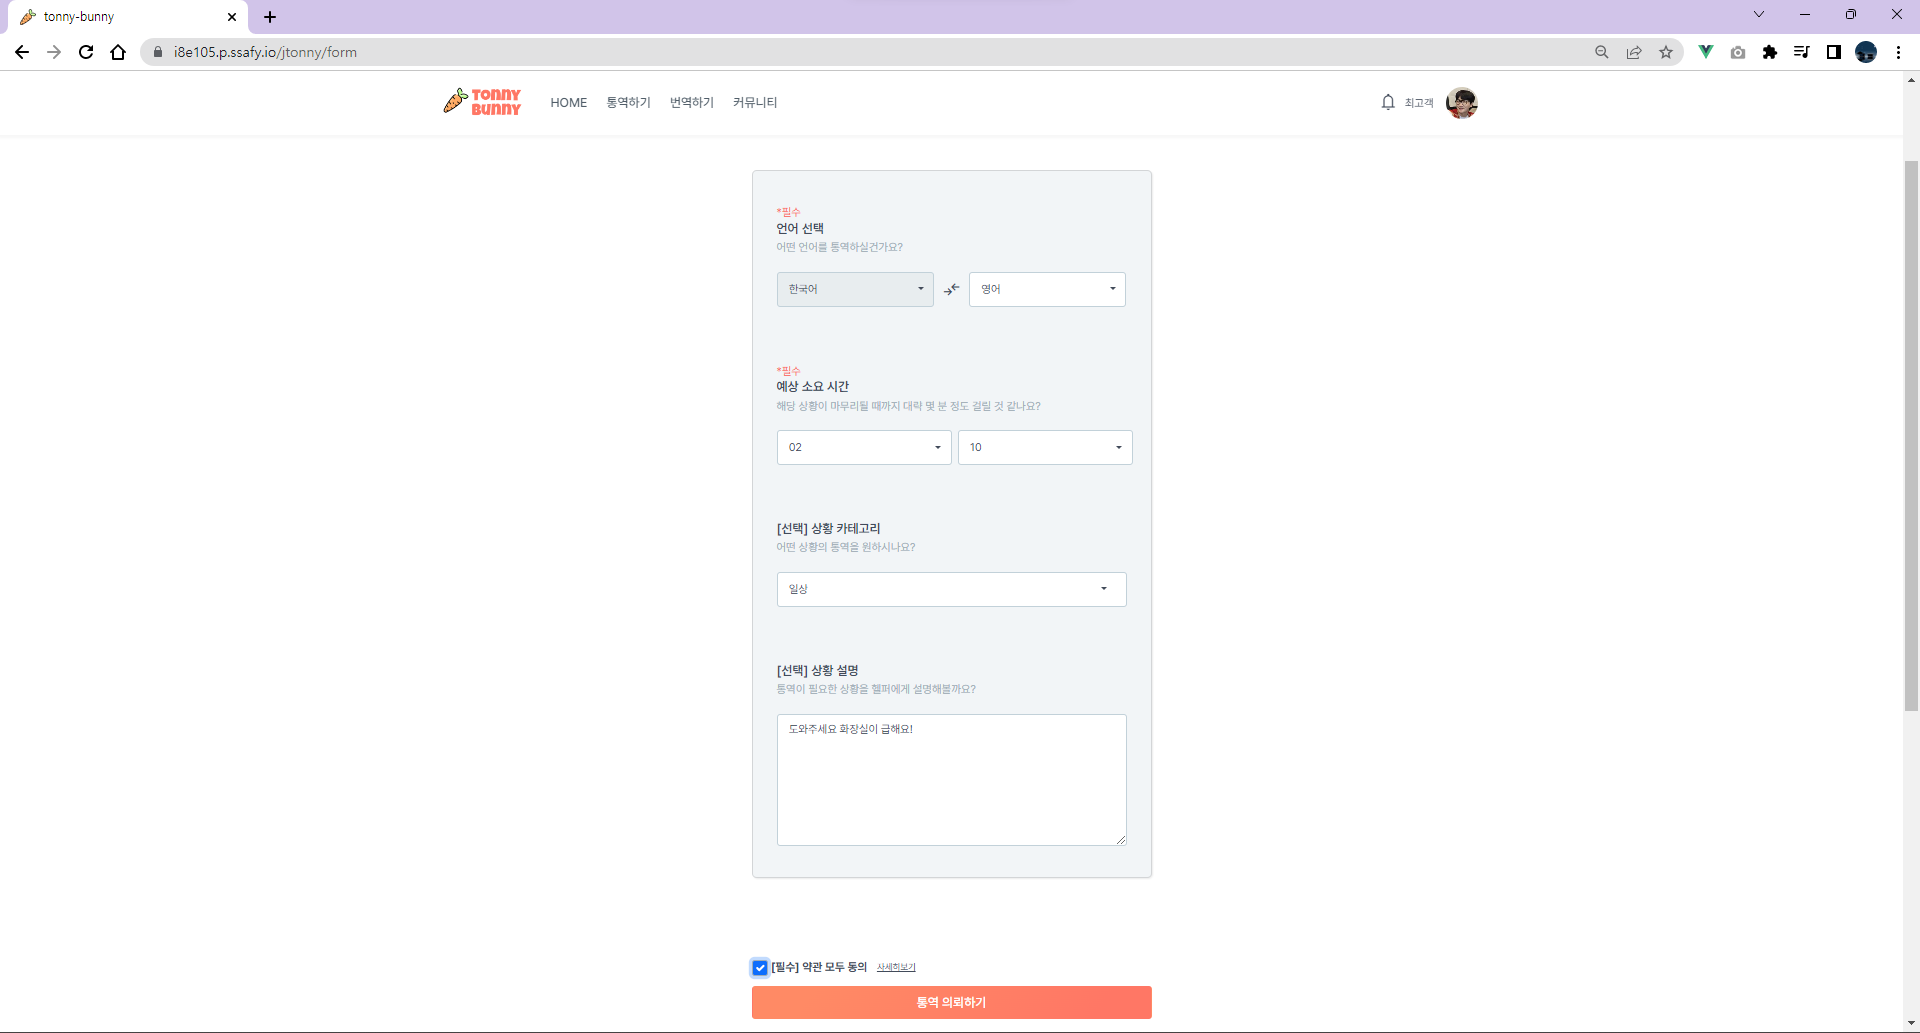 tonny-bunny
i8e105.p.ssafy.io/jtonny/form
TONNY
BUNNY
HOME 통역하기 번역하기 커뮤니티
최고객
*필수
언어 선택
어떤 언어를 통역하실건가요?
한국어 영어
*필수
예상 소요 시간
해당 상황이 마무리될 때까지 대략 몇 분 정도 걸릴 것 같나요?
02 10
[선택] 상황 카테고리
어떤 상황의 통역을 원하시나요?
일상
[선택] 상황 설명
통역이 필요한 상황을 헬퍼에게 설명해볼까요?
도와주세요 화장실이 급해요!
[필수] 약관 모두 동의 자세히보기
통역 의뢰하기